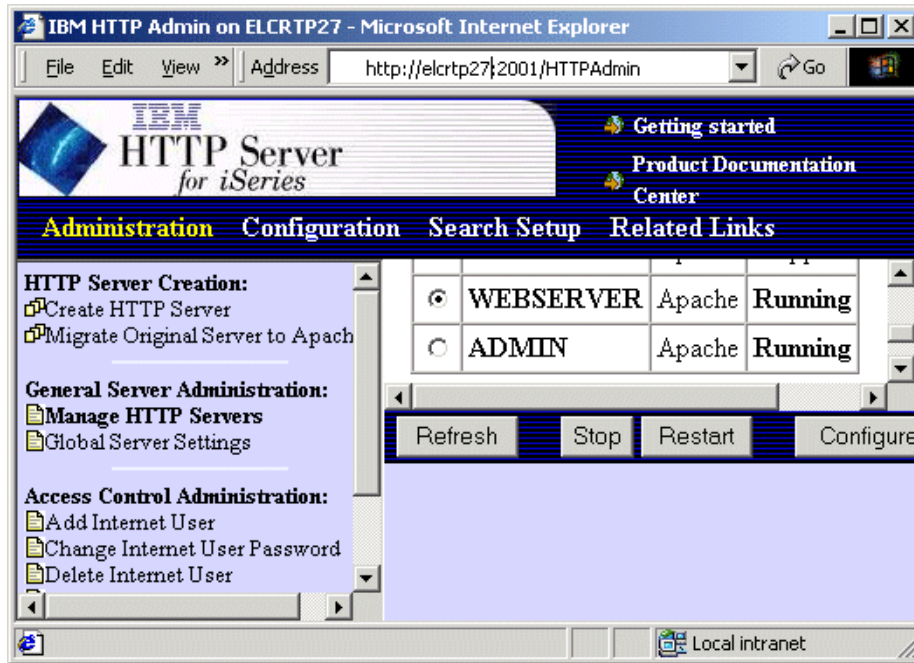 IBM HTTP Admin on ELCRTP27 - Microsoft Internet Explorer
File Edit View » Address http://elcrtp27:2001/HTTPAdmin Go
IBM
HTTP Server
for iSeries
Getting started
Product Documentation
Center
Administration Configuration Search Setup Related Links
HTTP Server Creation:
Create HTTP Server
Migrate Original Server to Apach
General Server Administration:
Manage HTTP Servers
Global Server Settings
Access Control Administration:
Add Internet User
Change Internet User Password
Delete Internet User
WEBSERVER Apache Running
ADMIN Apache Running
Refresh Stop Restart Configure
Local intranet